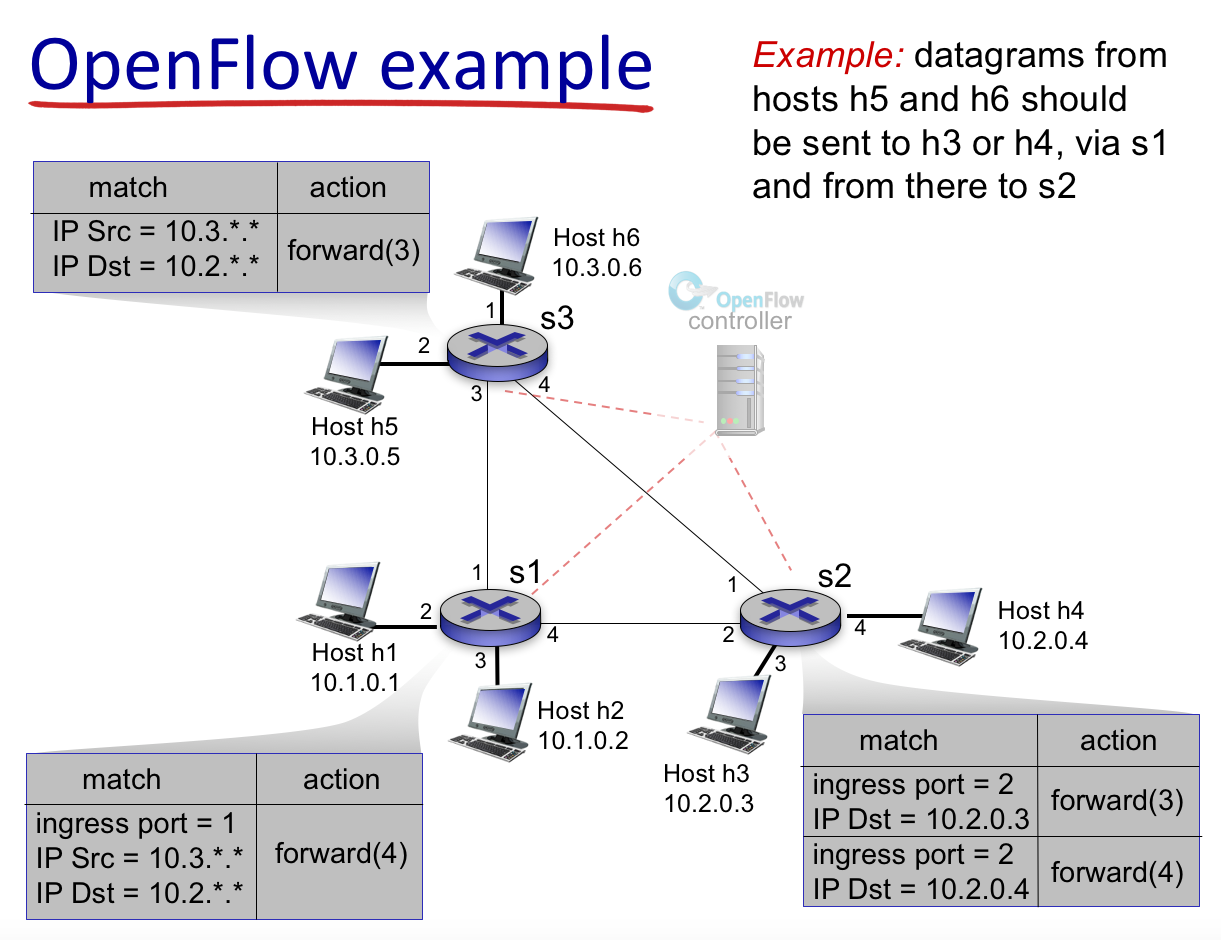 OpenFlow example
Example: datagrams from
hosts h5 and h6 should
be sent to h3 or h4, via s1
and from there to s2
match action
IP Src = 10.3.*.*
IP Dst = 10.2.*.*
forward(3)
Host h6
10.3.0.6
OpenFlow
controller
1
s3
2
3
4
Host h5
10.3.0.5
1
s1
2
3
4
Host h1
10.1.0.1
Host h2
10.1.0.2
1
s2
2
3
4
Host h4
10.2.0.4
Host h3
10.2.0.3
match action
ingress port = 1
IP Src = 10.3.*.*
IP Dst = 10.2.*.*
forward(4)
match action
ingress port = 2
IP Dst = 10.2.0.3
forward(3)
ingress port = 2
IP Dst = 10.2.0.4
forward(4)